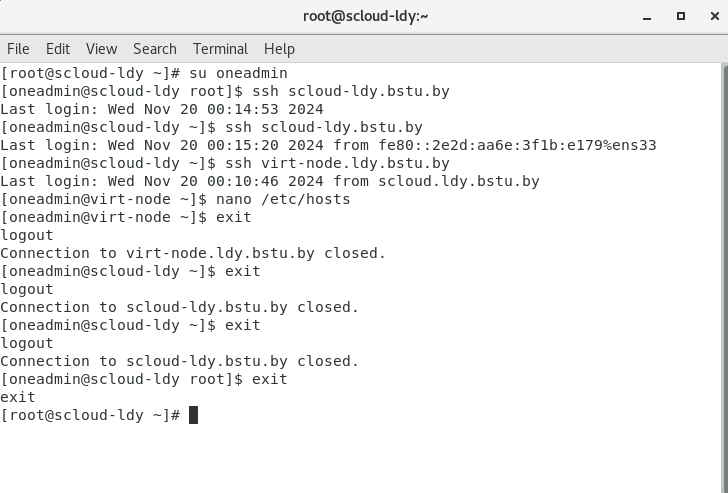 root@scloud-ldy:~
File Edit View Search Terminal Help
[root@scloud-ldy ~]# su oneadmin
[oneadmin@scloud-ldy root]$ ssh scloud-ldy.bstu.by
Last login: Wed Nov 20 00:14:53 2024
[oneadmin@scloud-ldy ~]$ ssh scloud-ldy.bstu.by
Last login: Wed Nov 20 00:15:20 2024 from fe80::2e2d:aa6e:3f1b:e179%ens33
[oneadmin@scloud-ldy ~]$ ssh virt-node.ldy.bstu.by
Last login: Wed Nov 20 00:10:46 2024 from scloud.ldy.bstu.by
[oneadmin@virt-node ~]$ nano /etc/hosts
[oneadmin@virt-node ~]$ exit
logout
Connection to virt-node.ldy.bstu.by closed.
[oneadmin@scloud-ldy ~]$ exit
logout
Connection to scloud-ldy.bstu.by closed.
[oneadmin@scloud-ldy ~]$ exit
logout
Connection to scloud-ldy.bstu.by closed.
[oneadmin@scloud-ldy root]$ exit
exit
[root@scloud-ldy ~]#